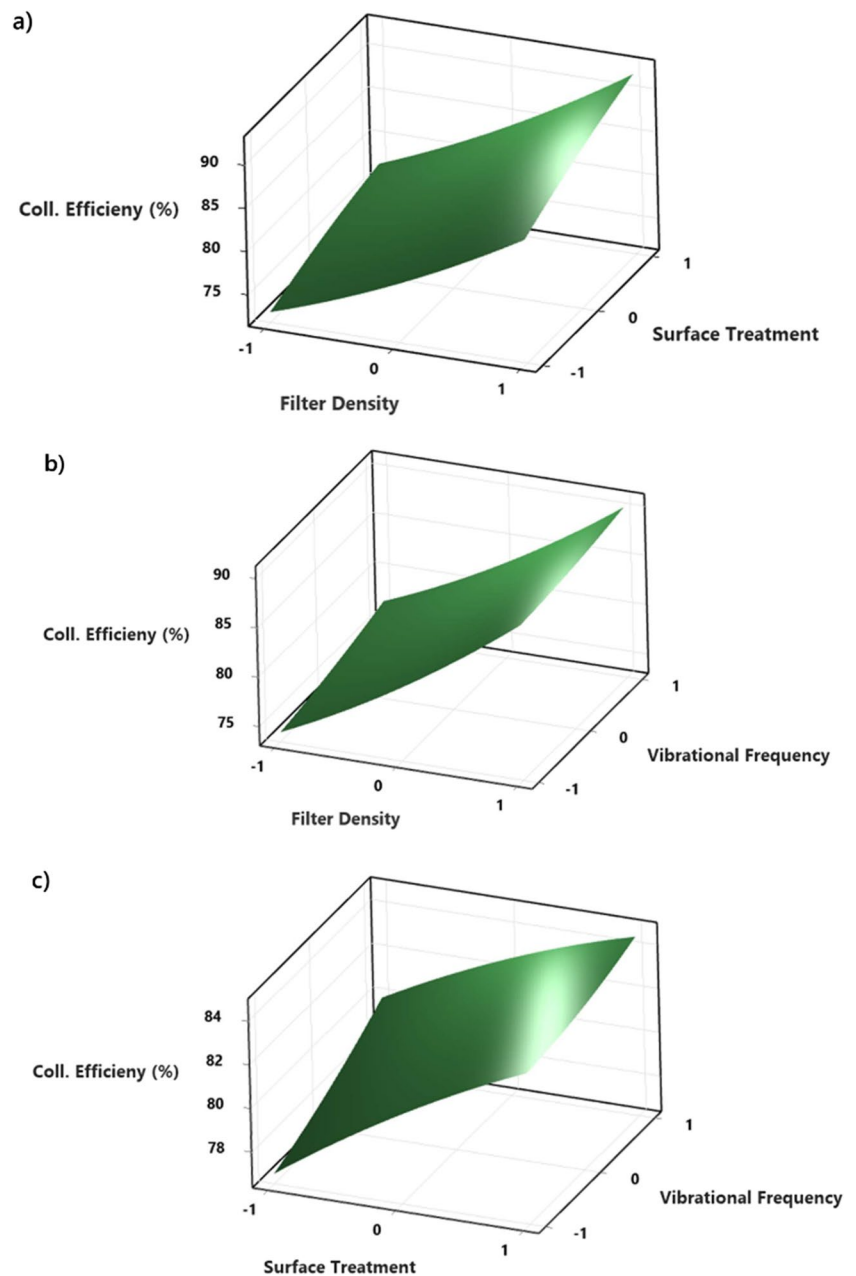 a)
90
85
80
75
Coll. Efficieny (%)
-1
0
1
Filter Density
-1
0
1
Surface Treatment
b)
90
85
80
75
Coll. Efficieny (%)
-1
0
1
Filter Density
-1
0
1
Vibrational Frequency
c)
84
82
80
78
Coll. Efficieny (%)
-1
0
1
Surface Treatment
-1
0
1
Vibrational Frequency